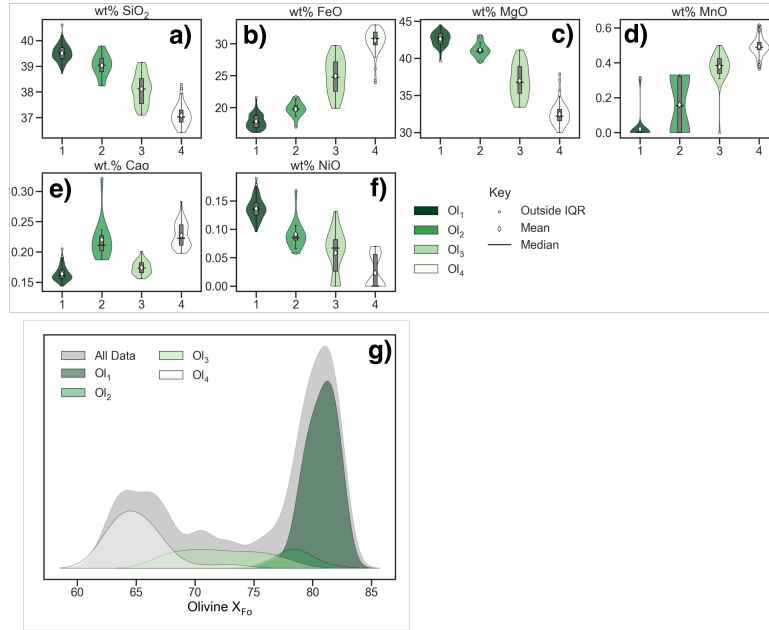 wt% SiO₂ wt% FeO wt% MgO wt% MnO
a) b) c) d)
40 39 38 37
30 20
45 40 35 30
0.6 0.4 0.2 0.0
1 2 3 4 1 2 3 4 1 2 3 4 1 2 3 4
wt.% Cao wt% NiO
e) f)
0.30 0.25 0.20 0.15
0.15 0.10 0.05 0.00
1 2 3 4 1 2 3 4
Key
Ol₁
Ol₂
Ol₃
Ol₄
Outside IQR
Mean
Median
g)
All Data
Ol₁
Ol₂
Ol₃
Ol₄
60 65 70 75 80 85
Olivine X_Fo